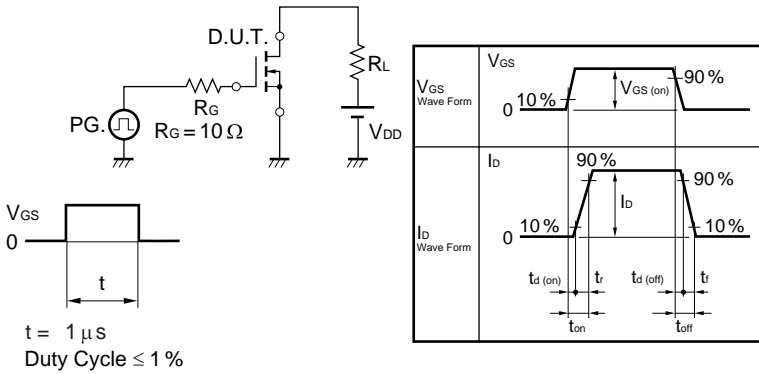 D.U.T.
RL
RG
PG.
RG = 10 Ω
VDD
VGS
0
t
t = 1 μs
Duty Cycle ≤ 1 %
VGS
Wave Form
VGS
10 %
0
VGS (on)
90 %
ID
Wave Form
ID
90 %
90 %
ID
10 %
10 %
0
td (on)
tr
td (off)
tf
ton
toff